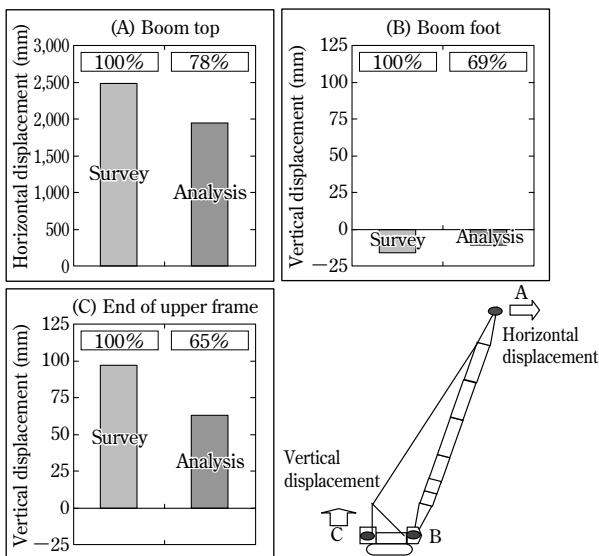 (A) Boom top
Horizontal displacement (mm)
3,000
2,500
2,000
1,500
1,000
500
0
100%
78%
Survey
Analysis
(B) Boom foot
Vertical displacement (mm)
125
100
75
50
25
0
−25
100%
69%
Survey
Analysis
(C) End of upper frame
Vertical displacement (mm)
125
100
75
50
25
0
−25
100%
65%
Survey
Analysis
A
Horizontal
displacement
Vertical
displacement
C
B